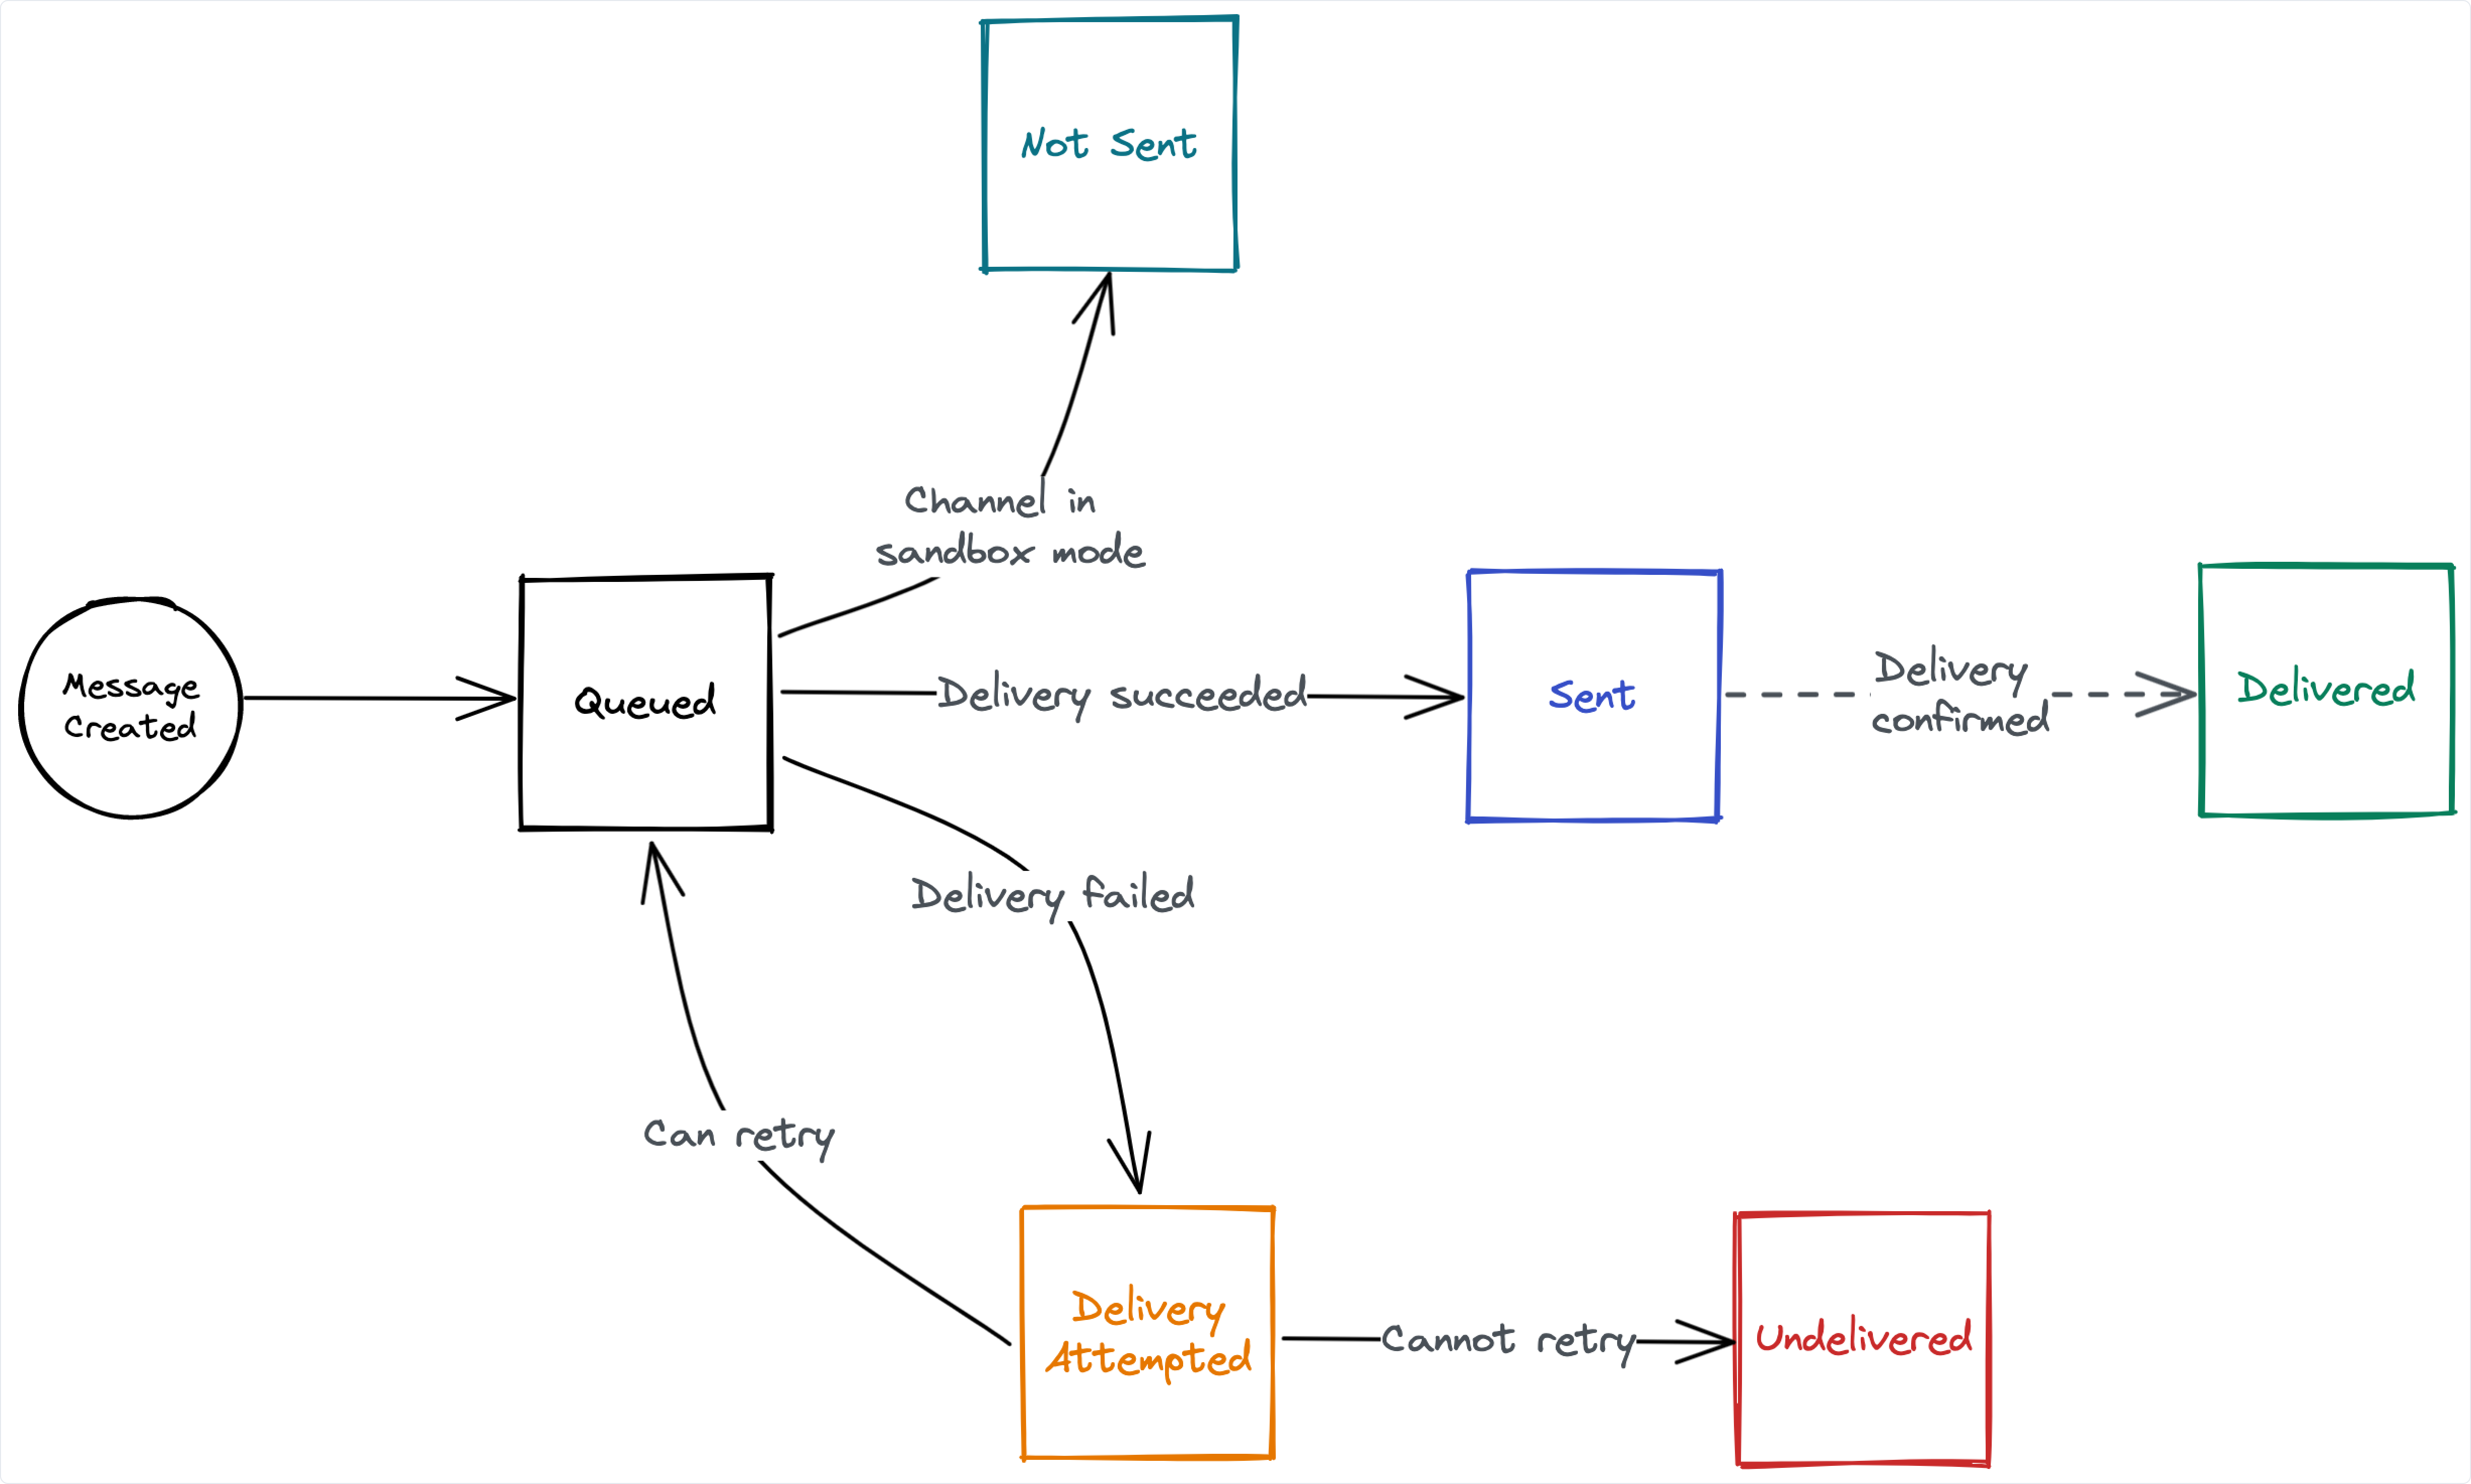 Not Sent
Channel in
sandbox mode
Message
created
Queued
Delivery succeeded
Sent
Delivery
confirmed
Delivered
Delivery failed
Can retry
Delivery
Attempted
Cannot retry
Undelivered